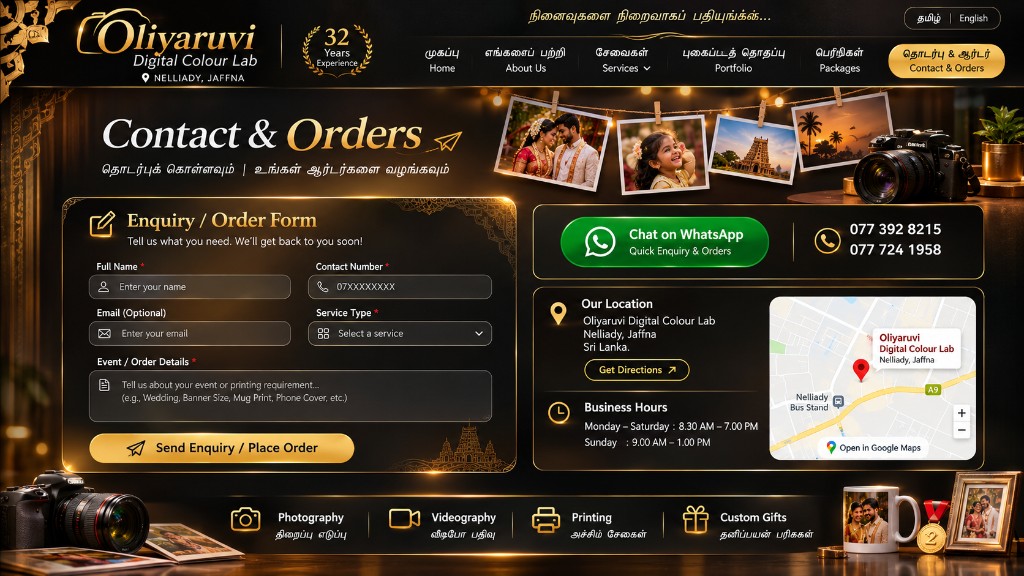 நினைவுகளை நிறைவாகப் பதியுங்க்ஸ்...
தமிழ் | English
Oliyaruvi
Digital Colour Lab
NELLIADY, JAFFNA
32
Years
Experience
முகப்பு
Home
எங்களைப் பற்றி
About Us
சேவைகள்
Services
புகைப்படத் தொதப்பு
Portfolio
Packages
தொடர்பு & ஆர்டர்
Contact & Orders
Contact & Orders
தொடர்புக் கொள்ளவும் | உங்கள் ஆர்டர்களை வழங்கவும்
Enquiry / Order Form
Tell us what you need. We'll get back to you soon!
Full Name *
Enter your name
Contact Number *
07XXXXXXXX
Email (Optional)
Enter your email
Service Type *
Select a service
Event / Order Details *
Tell us about your event or printing requirement...
(e.g., Wedding, Banner Size, Mug Print, Phone Cover, etc.)
Send Enquiry / Place Order
Chat on WhatsApp
Quick Enquiry & Orders
077 392 8215
077 724 1958
Our Location
Oliyaruvi Digital Colour Lab
Nelliady, Jaffna
Sri Lanka.
Get Directions
Business Hours
Monday – Saturday : 8.30 AM – 7.00 PM
Sunday : 9.00 AM – 1.00 PM
Oliyaruvi
Digital Colour Lab
Nelliady, Jaffna
A9
Nelliady
Bus Stand
+
−
Open in Google Maps
Photography
திறைப்பு எடுப்பு
Videography
வீடியோ பதிவு
Printing
அச்சிம் சேகைள்
Custom Gifts
தனிப்பயன் பரிககள்
2